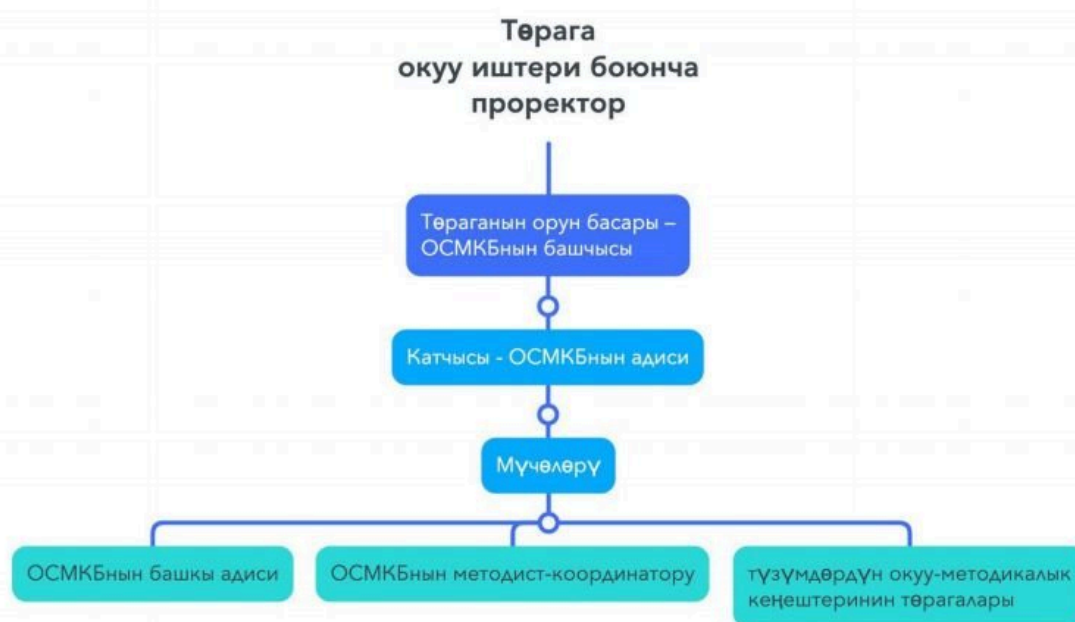 Төрага
окуу иштери боюнча
проректор
Төраганын орун басары –
ОСМКБнын башчысы
Катчысы - ОСМКБнын адиси
Мүчөлөрү
ОСМКБнын башкы адиси
ОСМКБнын методист-координатору
түзүмдөрдүн окуу-методикалык
кеңештеринин төрагалары